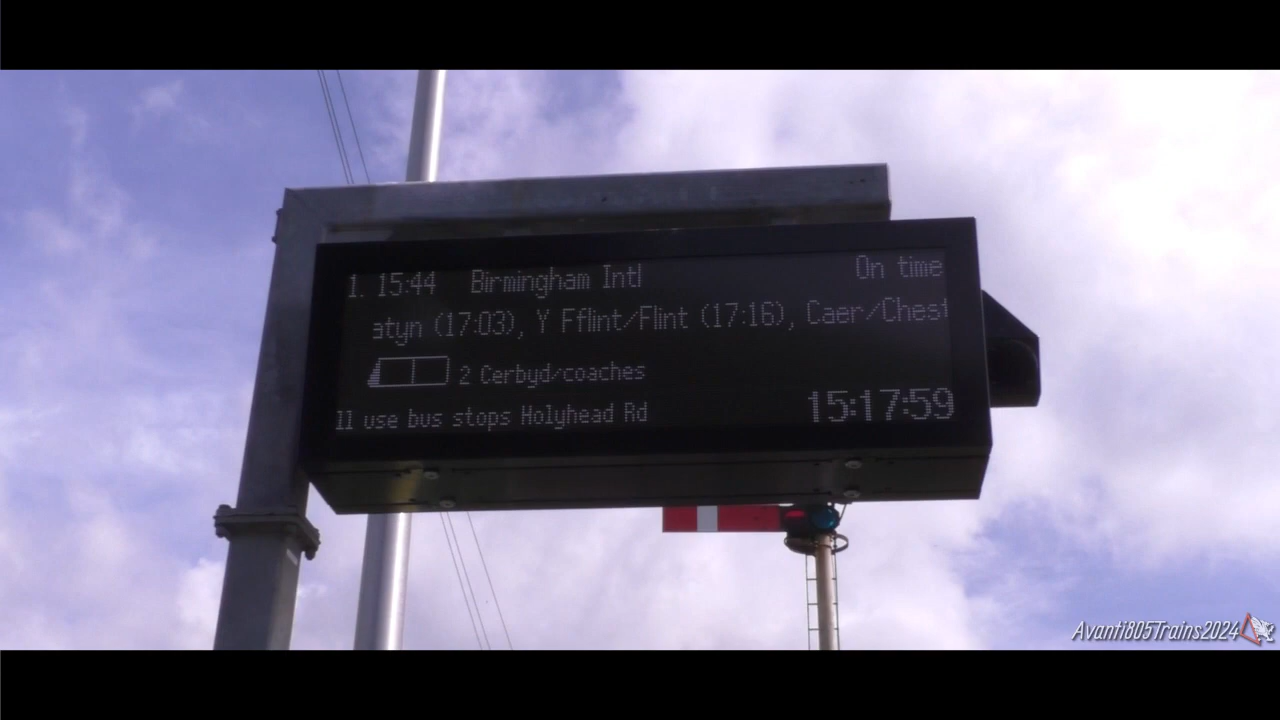 1. 15:44 Birmingham Intl On time
atyn (17:03), Y Fflint/Flint (17:16), Caer/Chest
2 Cerbyd/coaches
ll use bus stops Holyhead Rd 15:17:59
Avanti805Trains2024